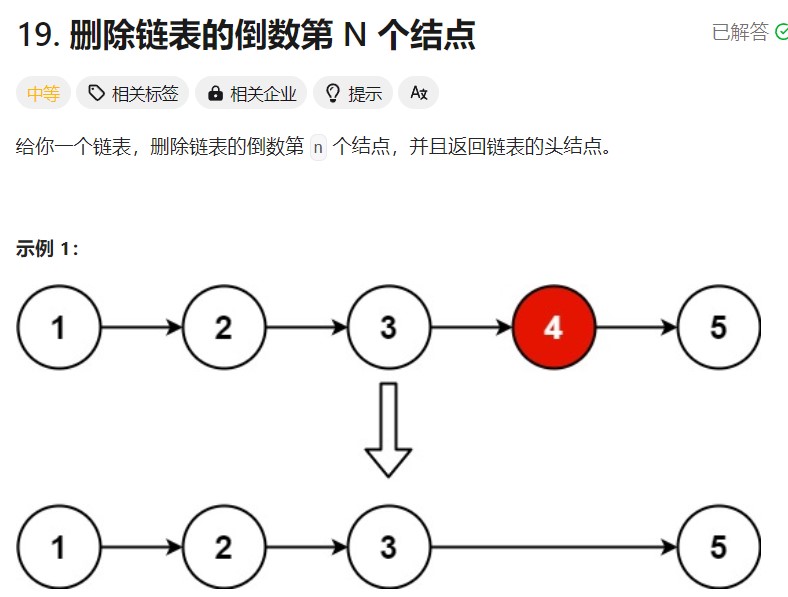 19. 删除链表的倒数第 N 个结点
已解答
中等 相关标签 相关企业 提示 A文
给你一个链表，删除链表的倒数第 n 个结点，并且返回链表的头结点。
示例 1：
1 2 3 4 5
1 2 3 5